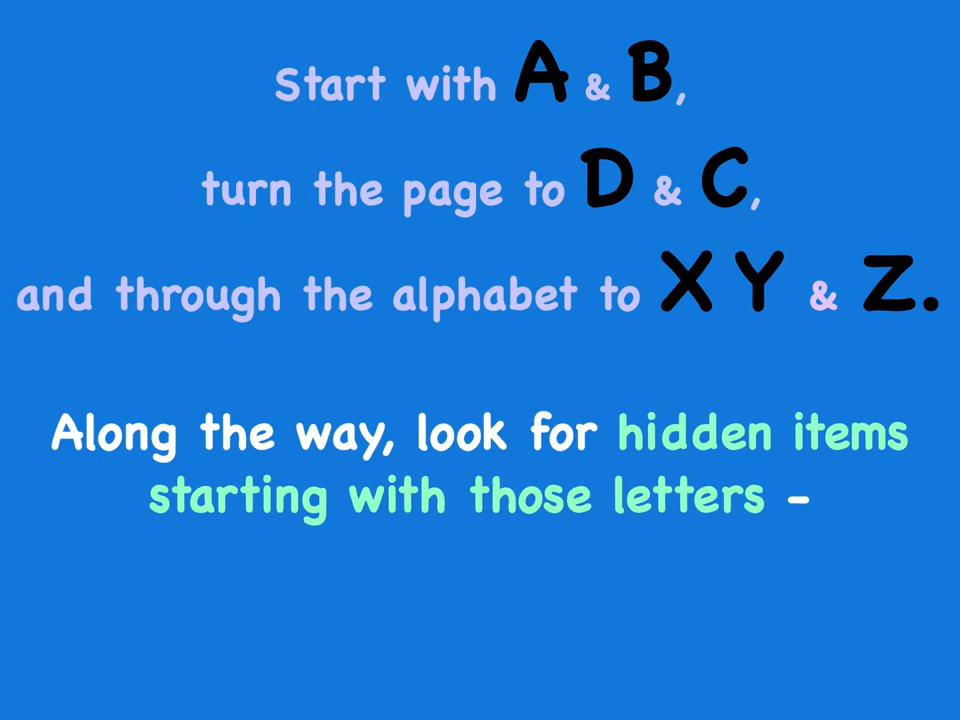 Start with A & B,
turn the page to D & C,
and through the alphabet to X Y & Z.
Along the way, look for hidden items
starting with those letters -